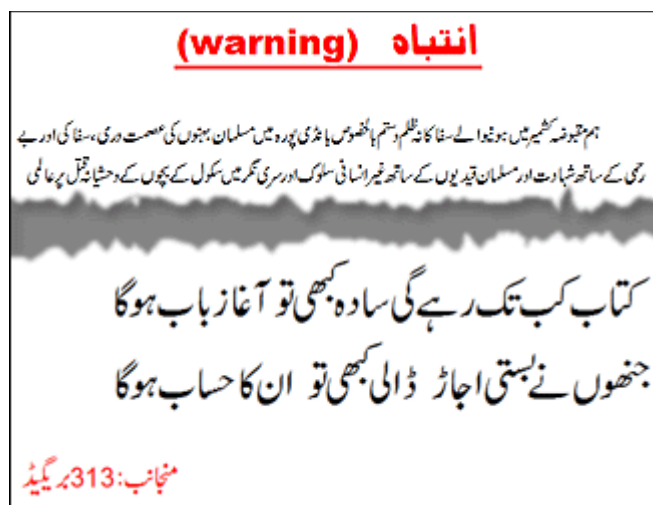 انتباہ (warning)
ہم مقبوضہ کشمیر میں ہونیوالے سفاکانہ ظلم و ستم بالخصوص بانڈی پورہ میں مسلمان بہنوں کی عصمت دری، سفاکی اور بے
رحمی کے ساتھ شہادت اور مسلمان قیدیوں کے ساتھ غیر انسانی سلوک اور سری نگر میں سکول کے بچوں کے وحشیانہ قتل پر عالمی
کتاب کب تک رہے گی سادہ کبھی تو آغاز باب ہوگا
جنھوں نے بستی اجاڑ ڈالی کبھی تو ان کا حساب ہوگا
منجانب: 313 بریگیڈ